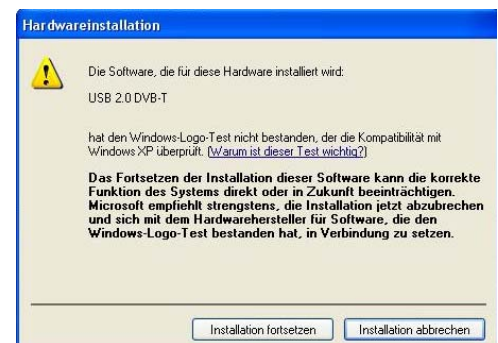 Hardwareinstallation
Die Software, die für diese Hardware installiert wird:
USB 2.0 DVB-T
hat den Windows-Logo-Test nicht bestanden, der die Kompatibilität mit
Windows XP überprüft. (Warum ist dieser Test wichtig?)
Das Fortsetzen der Installation dieser Software kann die korrekte
Funktion des Systems direkt oder in Zukunft beeinträchtigen.
Microsoft empfiehlt strengstens, die Installation jetzt abzubrechen
und sich mit dem Hardwarehersteller für Software, die den
Windows-Logo-Test bestanden hat, in Verbindung zu setzen.
Installation fortsetzen
Installation abbrechen